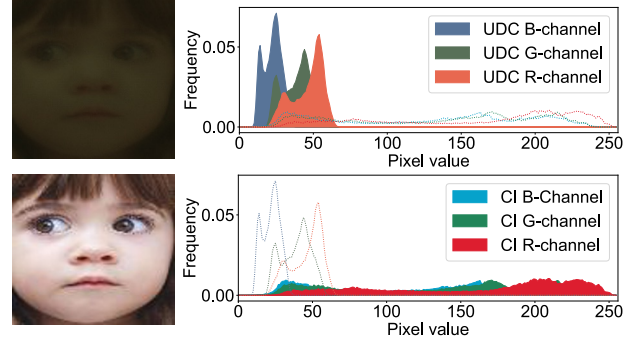 0.05
0.00
Frequency
UDC B-channel
UDC G-channel
UDC R-channel
0 50 100 150 200 250
Pixel value
0.05
0.00
Frequency
CI B-Channel
CI G-channel
CI R-channel
0 50 100 150 200 250
Pixel value